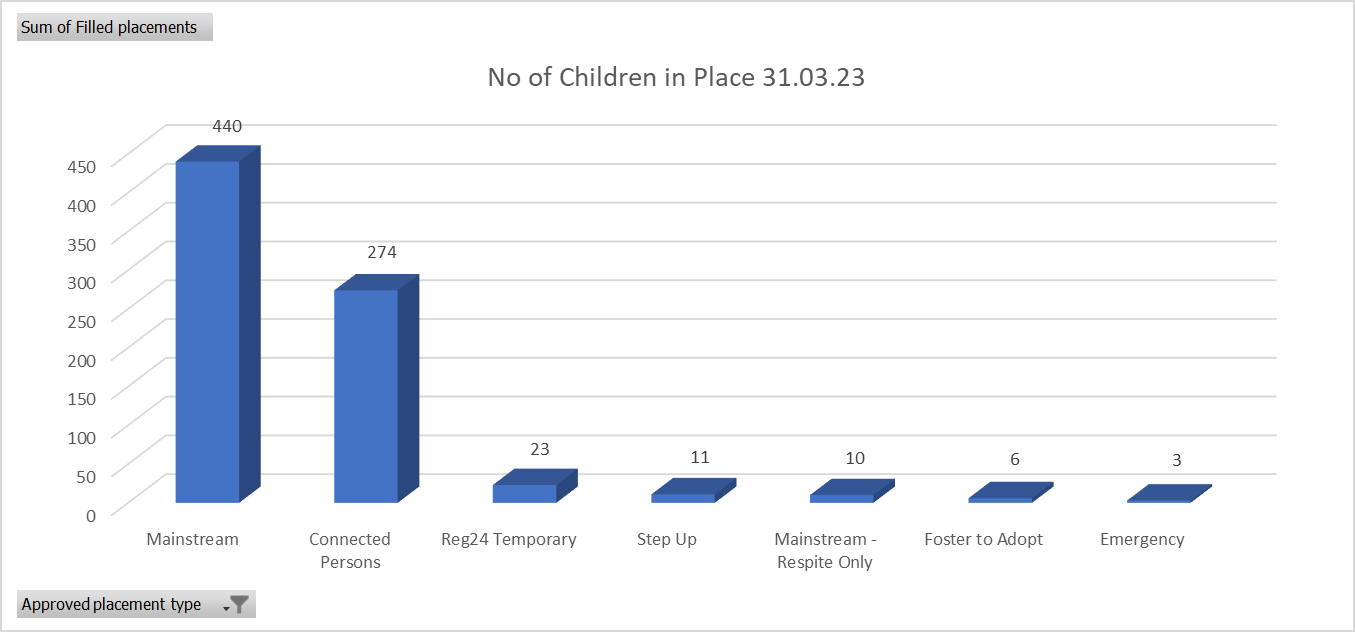 Sum of Filled placements
No of Children in Place 31.03.23
440
450
400
350
274
300
250
200
150
100
50
0
23
11
10
6
3
Mainstream
Connected
Persons
Reg24 Temporary
Step Up
Mainstream -
Respite Only
Foster to Adopt
Emergency
Approved placement type